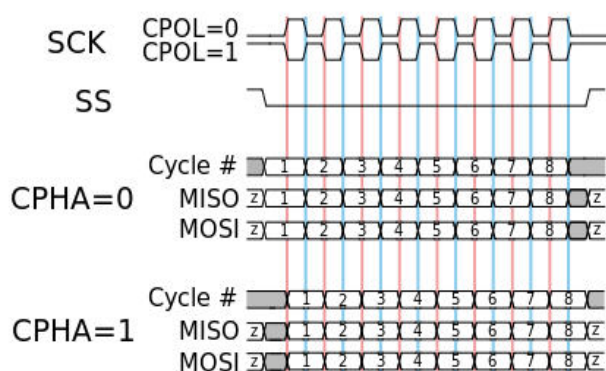 SCK CPOL=0
CPOL=1
SS
Cycle # 1 2 3 4 5 6 7 8
CPHA=0 MISO z 1 2 3 4 5 6 7 8 z
MOSI z 1 2 3 4 5 6 7 8 z
Cycle # 1 2 3 4 5 6 7 8
CPHA=1 MISO z 1 2 3 4 5 6 7 8 z
MOSI z 1 2 3 4 5 6 7 8 z